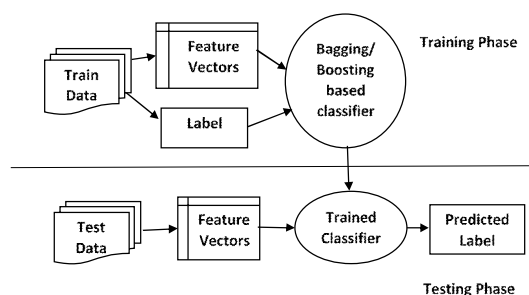 Train
Data
Feature
Vectors
Label
Bagging/
Boosting
based
classifier
Training Phase
Test
Data
Feature
Vectors
Trained
Classifier
Predicted
Label
Testing Phase